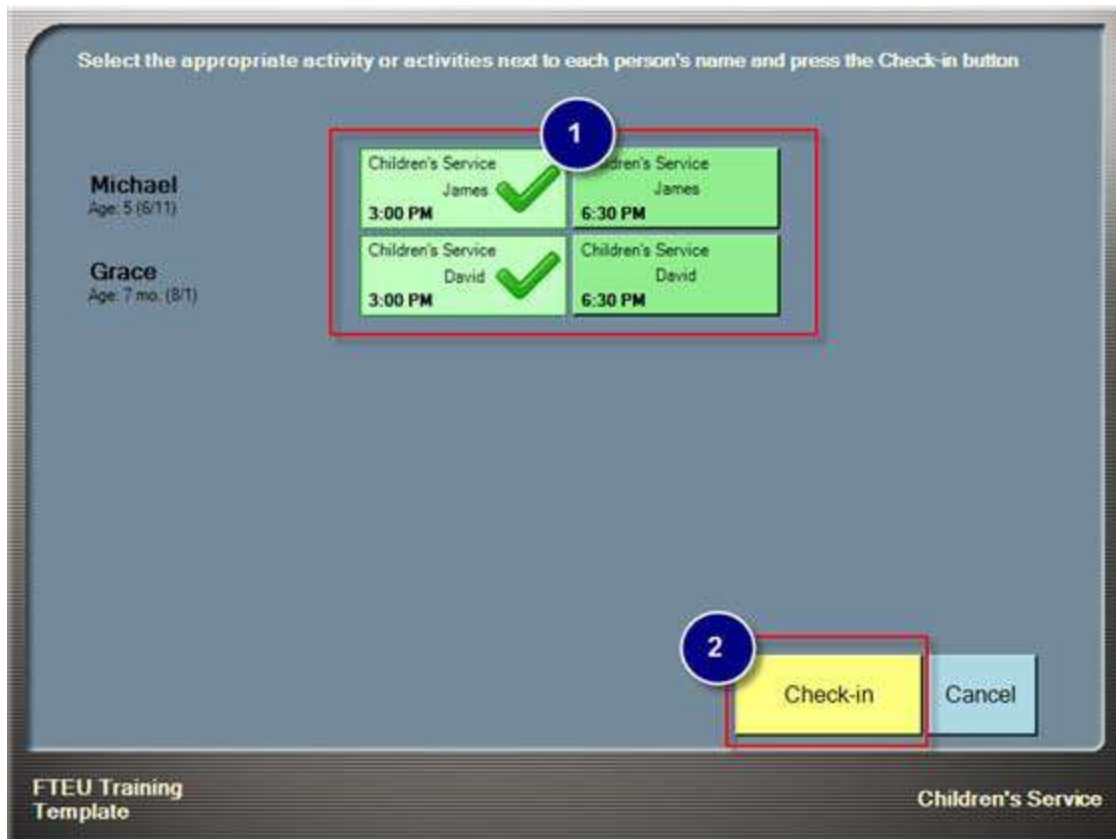 Select the appropriate activity or activities next to each person's name and press the Check-in button
1
Michael
Age: 5 (6/11)
Children's Service
James
3:00 PM
Service
James
6:30 PM
Grace
Age: 7 mo. (8/1)
Children's Service
David
3:00 PM
Children's Service
David
6:30 PM
2
Check-in
Cancel
FTEU Training
Template
Children's Service